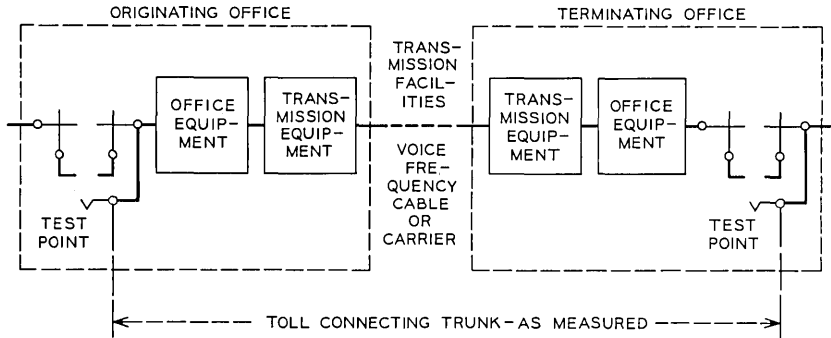 ORIGINATING OFFICE
TERMINATING OFFICE
TRANS-
MISSION
FACIL-
ITIES
OFFICE
EQUIP-
MENT
TRANS-
MISSION
EQUIP-
MENT
TRANS-
MISSION
EQUIP-
MENT
OFFICE
EQUIP-
MENT
VOICE
FRE-
QUENCY
CABLE
OR
CARRIER
TEST
POINT
TEST
POINT
TOLL CONNECTING TRUNK-AS MEASURED